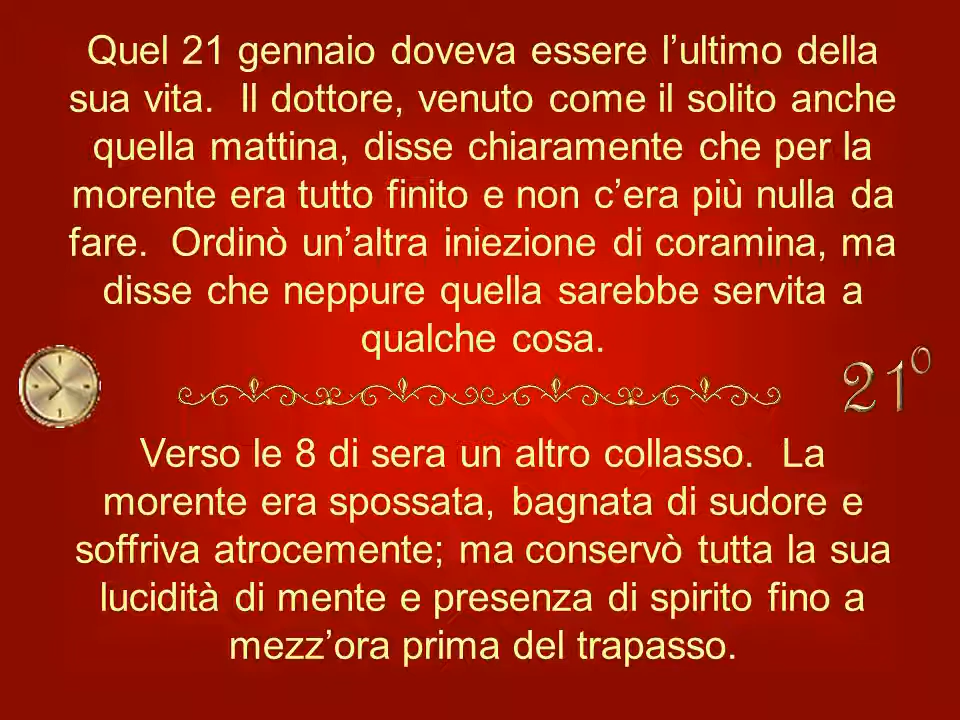 Quel 21 gennaio doveva essere l’ultimo della
sua vita.  Il dottore, venuto come il solito anche
quella mattina, disse chiaramente che per la
morente era tutto finito e non c’era più nulla da
fare.  Ordinò un’altra iniezione di coramina, ma
disse che neppure quella sarebbe servita a
qualche cosa.
21°
Verso le 8 di sera un altro collasso.  La
morente era spossata, bagnata di sudore e
soffriva atrocemente; ma conservò tutta la sua
lucidità di mente e presenza di spirito fino a
mezz’ora prima del trapasso.